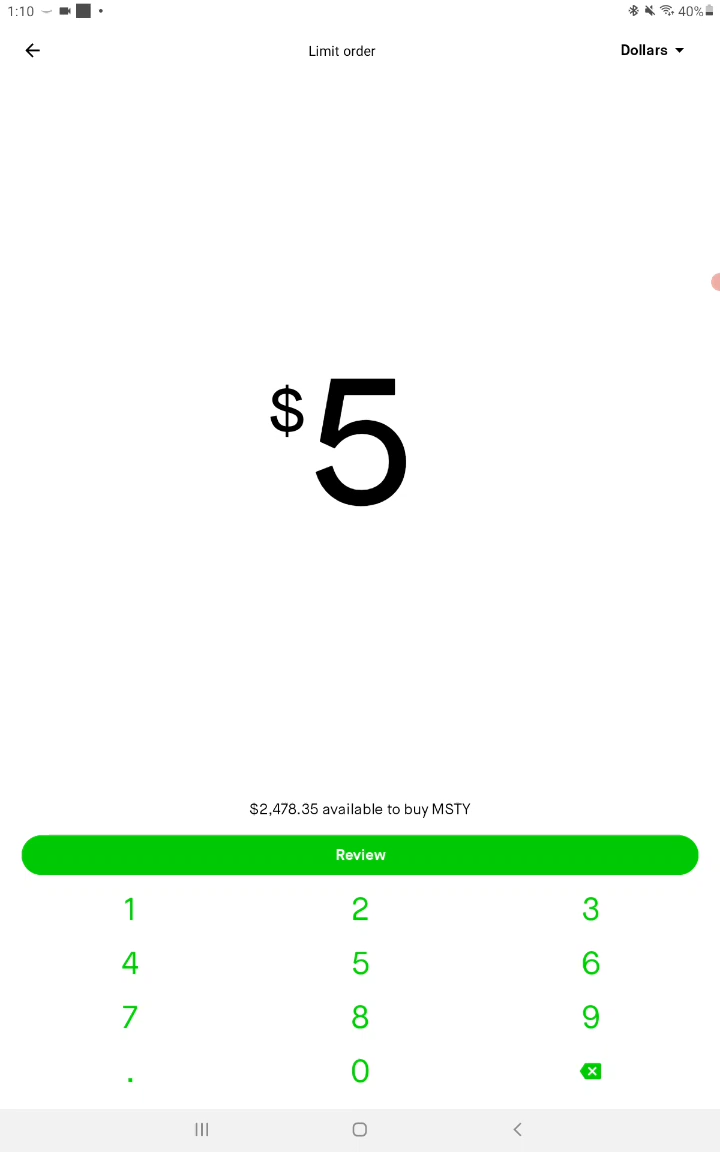 1:10
40%
Limit order
Dollars
$5
$2,478.35 available to buy MSTY
Review
1 2 3
4 5 6
7 8 9
. 0